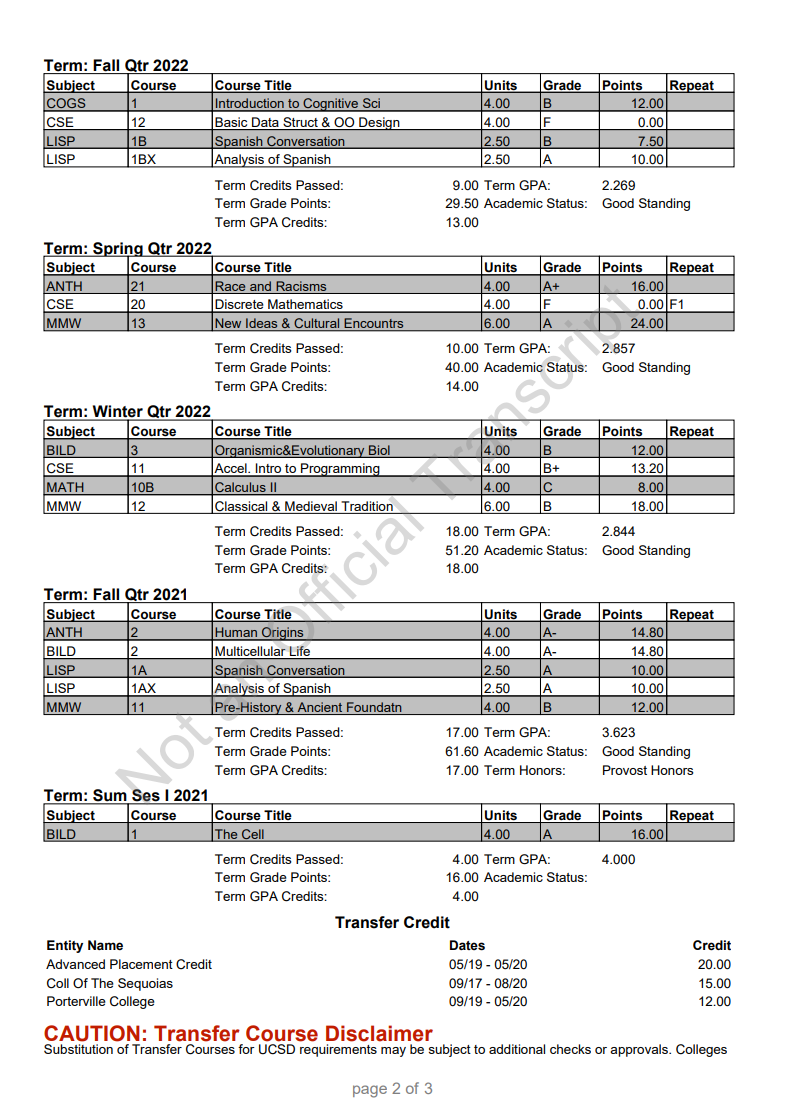 Term: Fall Qtr 2022
Subject Course Course Title Units Grade Points Repeat
COGS 1 Introduction to Cognitive Sci 4.00 B 12.00
CSE 12 Basic Data Struct & OO Design 4.00 F 0.00
LISP 1B Spanish Conversation 2.50 B 7.50
LISP 1BX Analysis of Spanish 2.50 A 10.00
Term Credits Passed: 9.00 Term GPA: 2.269
Term Grade Points: 29.50 Academic Status: Good Standing
Term GPA Credits: 13.00
Term: Spring Qtr 2022
Subject Course Course Title Units Grade Points Repeat
ANTH 21 Race and Racisms 4.00 A+ 16.00
CSE 20 Discrete Mathematics 4.00 F 0.00 F1
MMW 13 New Ideas & Cultural Encountrs 6.00 A 24.00
Term Credits Passed: 10.00 Term GPA: 2.857
Term Grade Points: 40.00 Academic Status: Good Standing
Term GPA Credits: 14.00
Term: Winter Qtr 2022
Subject Course Course Title Units Grade Points Repeat
BILD 3 Organismic&Evolutionary Biol 4.00 B 12.00
CSE 11 Accel. Intro to Programming 4.00 B+ 13.20
MATH 10B Calculus II 4.00 C 8.00
MMW 12 Classical & Medieval Tradition 6.00 B 18.00
Term Credits Passed: 18.00 Term GPA: 2.844
Term Grade Points: 51.20 Academic Status: Good Standing
Term GPA Credits: 18.00
Term: Fall Qtr 2021
Subject Course Course Title Units Grade Points Repeat
ANTH 2 Human Origins 4.00 A- 14.80
BILD 2 Multicellular Life 4.00 A- 14.80
LISP 1A Spanish Conversation 2.50 A 10.00
LISP 1AX Analysis of Spanish 2.50 A 10.00
MMW 11 Pre-History & Ancient Foundatn 4.00 B 12.00
Term Credits Passed: 17.00 Term GPA: 3.623
Term Grade Points: 61.60 Academic Status: Good Standing
Term GPA Credits: 17.00 Term Honors: Provost Honors
Term: Sum Ses I 2021
Subject Course Course Title Units Grade Points Repeat
BILD 1 The Cell 4.00 A 16.00
Term Credits Passed: 4.00 Term GPA: 4.000
Term Grade Points: 16.00 Academic Status:
Term GPA Credits: 4.00
Transfer Credit
Entity Name Dates Credit
Advanced Placement Credit 05/19 - 05/20 20.00
Coll Of The Sequoias 09/17 - 08/20 15.00
Porterville College 09/19 - 05/20 12.00
CAUTION: Transfer Course Disclaimer
Substitution of Transfer Courses for UCSD requirements may be subject to additional checks or approvals. Colleges
page 2 of 3
Not an Official Transcript